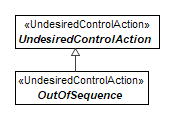 «UndesiredControlAction»
UndesiredControlAction
«UndesiredControlAction»
OutOfSequence